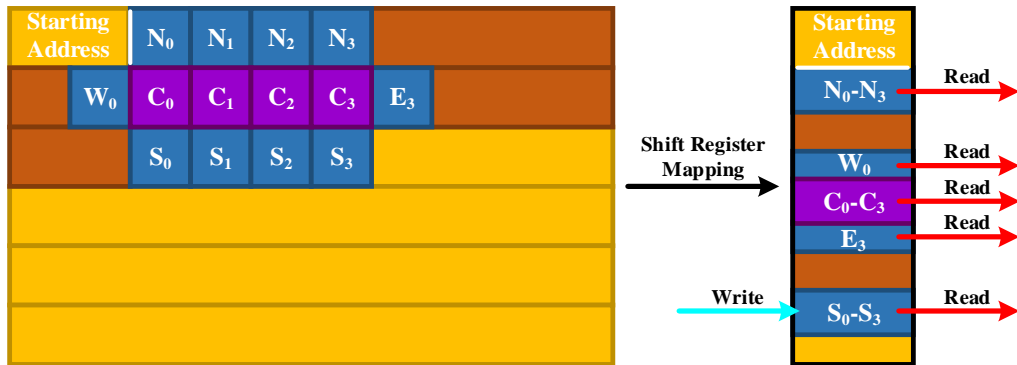 Starting
Address
N₀ N₁ N₂ N₃
W₀ C₀ C₁ C₂ C₃ E₃
S₀ S₁ S₂ S₃
Shift Register
Mapping
Write
Starting
Address
N₀-N₃
Read
W₀
Read
C₀-C₃
Read
E₃
Read
S₀-S₃
Read